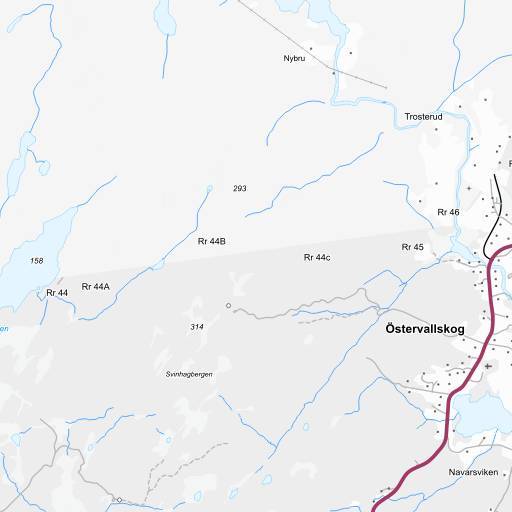 Nybru
Trosterud
293
Rr 46
Rr 44B
Rr 45
Rr 44c
158
Rr 44A
Rr 44
314
Östervallskog
Svinhagbergen
Navarsviken